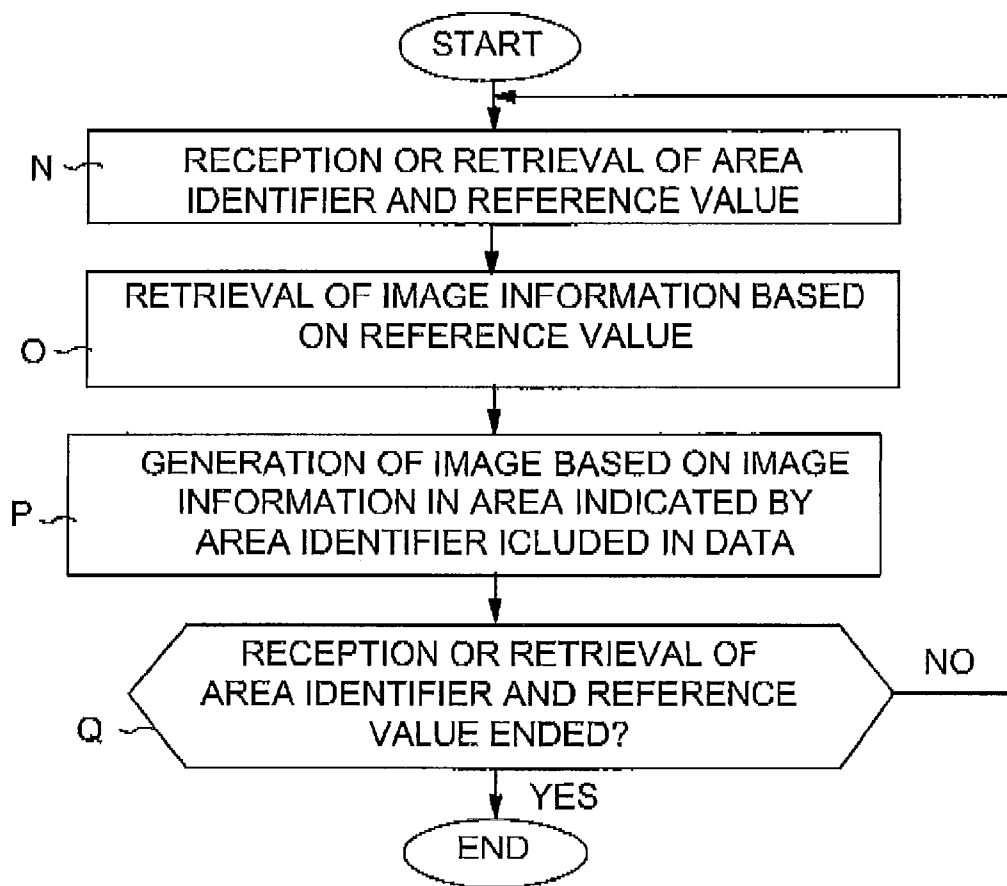 START
N
RECEPTION OR RETRIEVAL OF AREA
IDENTIFIER AND REFERENCE VALUE
RETRIEVAL OF IMAGE INFORMATION BASED
ON REFERENCE VALUE
O
GENERATION OF IMAGE BASED ON IMAGE
INFORMATION IN AREA INDICATED BY
AREA IDENTIFIER ICLUDED IN DATA
P
RECEPTION OR RETRIEVAL OF
AREA IDENTIFIER AND REFERENCE
VALUE ENDED?
NO
Q
YES
END